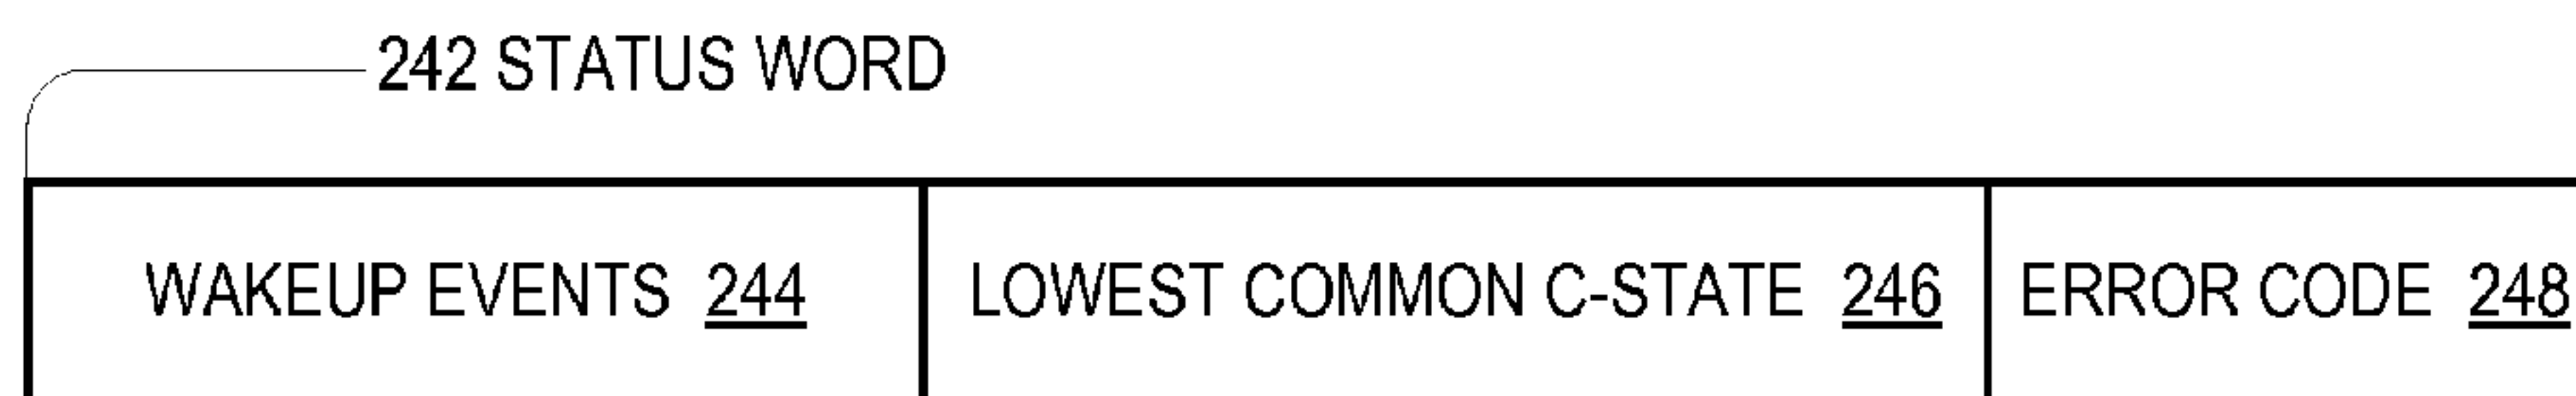 242 STATUS WORD
WAKEUP EVENTS 244 LOWEST COMMON C-STATE 246 ERROR CODE 248